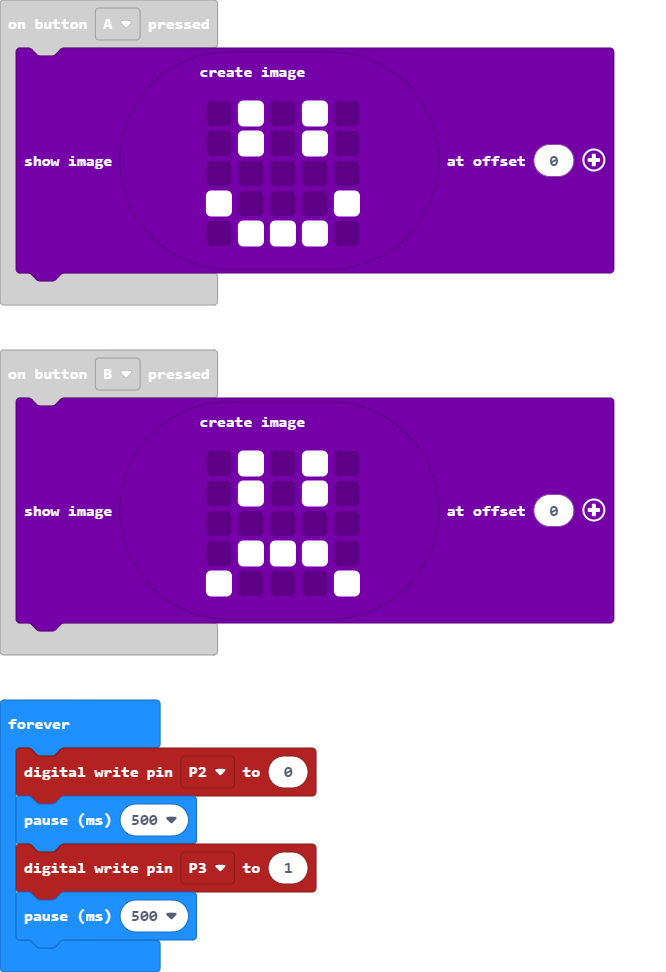 on button A pressed
create image
show image at offset 0
on button B pressed
create image
show image at offset 0
forever
digital write pin P2 to 0
pause (ms) 500
digital write pin P3 to 1
pause (ms) 500